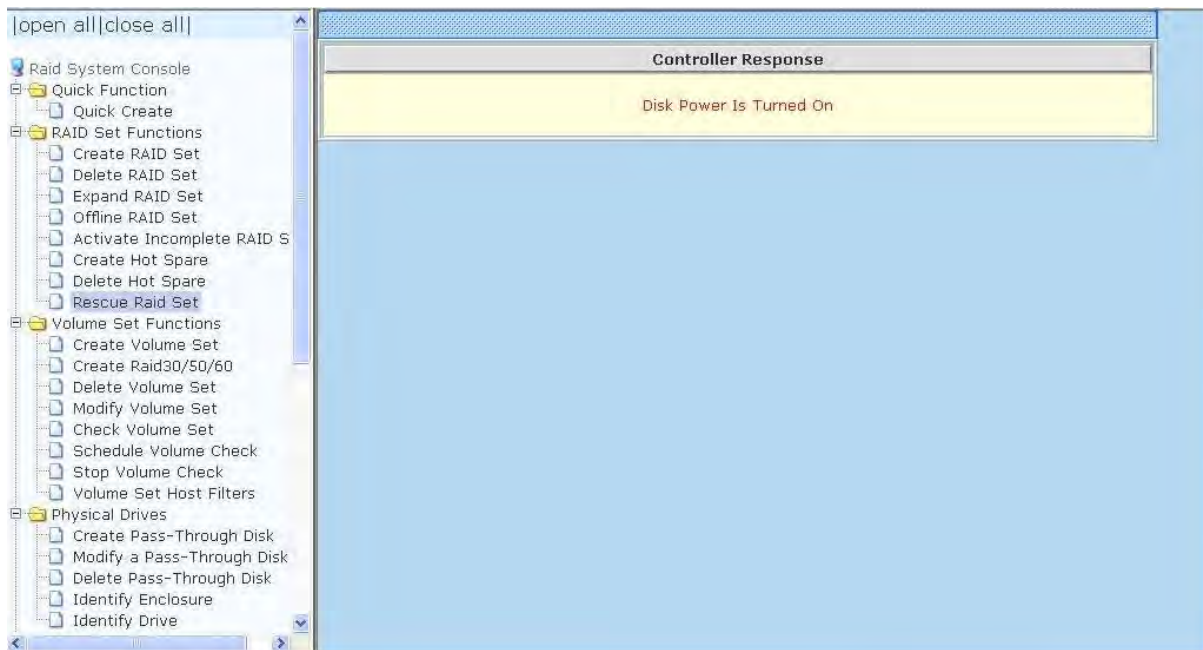 |open all||close all|
Raid System Console
Quick Function
Quick Create
RAID Set Functions
Create RAID Set
Delete RAID Set
Expand RAID Set
Offline RAID Set
Activate Incomplete RAID S
Create Hot Spare
Delete Hot Spare
Rescue Raid Set
Volume Set Functions
Create Volume Set
Create Raid30/50/60
Delete Volume Set
Modify Volume Set
Check Volume Set
Schedule Volume Check
Stop Volume Check
Volume Set Host Filters
Physical Drives
Create Pass-Through Disk
Modify a Pass-Through Disk
Delete Pass-Through Disk
Identify Enclosure
Identify Drive
Controller Response
Disk Power Is Turned On